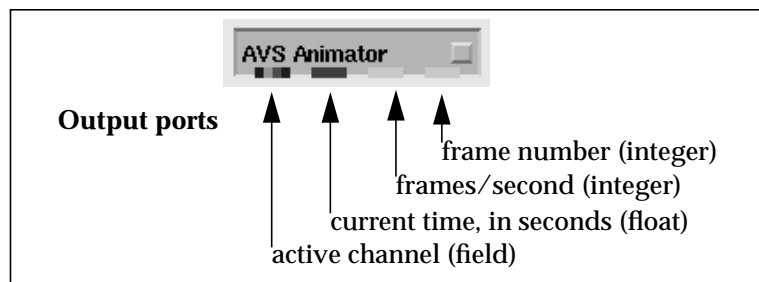 AVS Animator
Output ports
frame number (integer)
frames/second (integer)
current time, in seconds (float)
active channel (field)